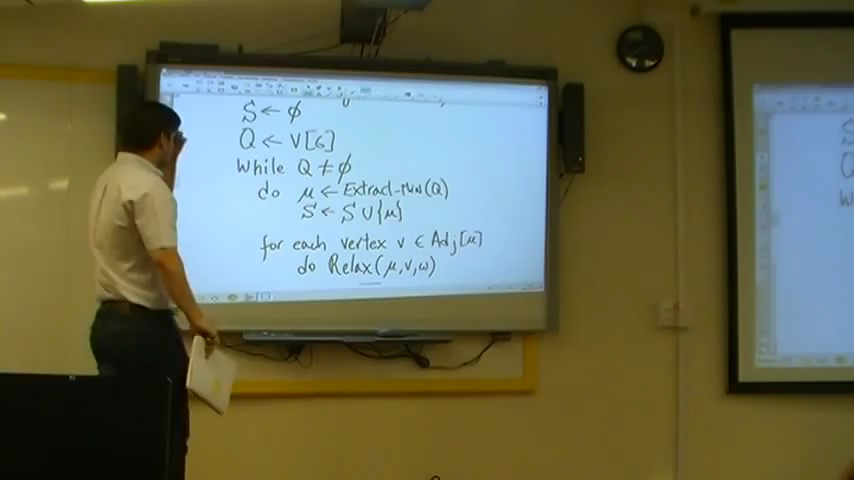 S ← ϕ
Q ← V[G]
While Q ≠ ϕ
do μ ← Extract-MIN(Q)
S ← S ∪ {μ}
for each vertex v ∈ Adj[μ]
do Relax(μ,v,ω)